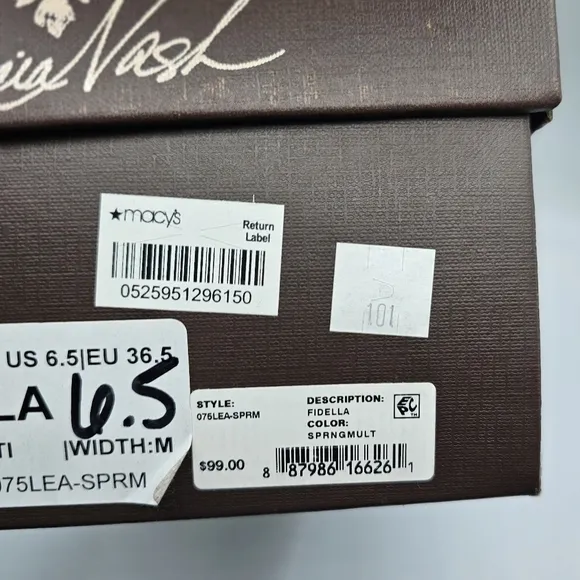 Nash
★macy's
Return
Label
0525951296150
101
US 6.5|EU 36.5
LA 6.5
TI |WIDTH:M
075LEA-SPRM
STYLE:
075LEA-SPRM
DESCRIPTION:
FIDELLA
COLOR:
SPRNGMULT
$99.00
8 87986 16626 1